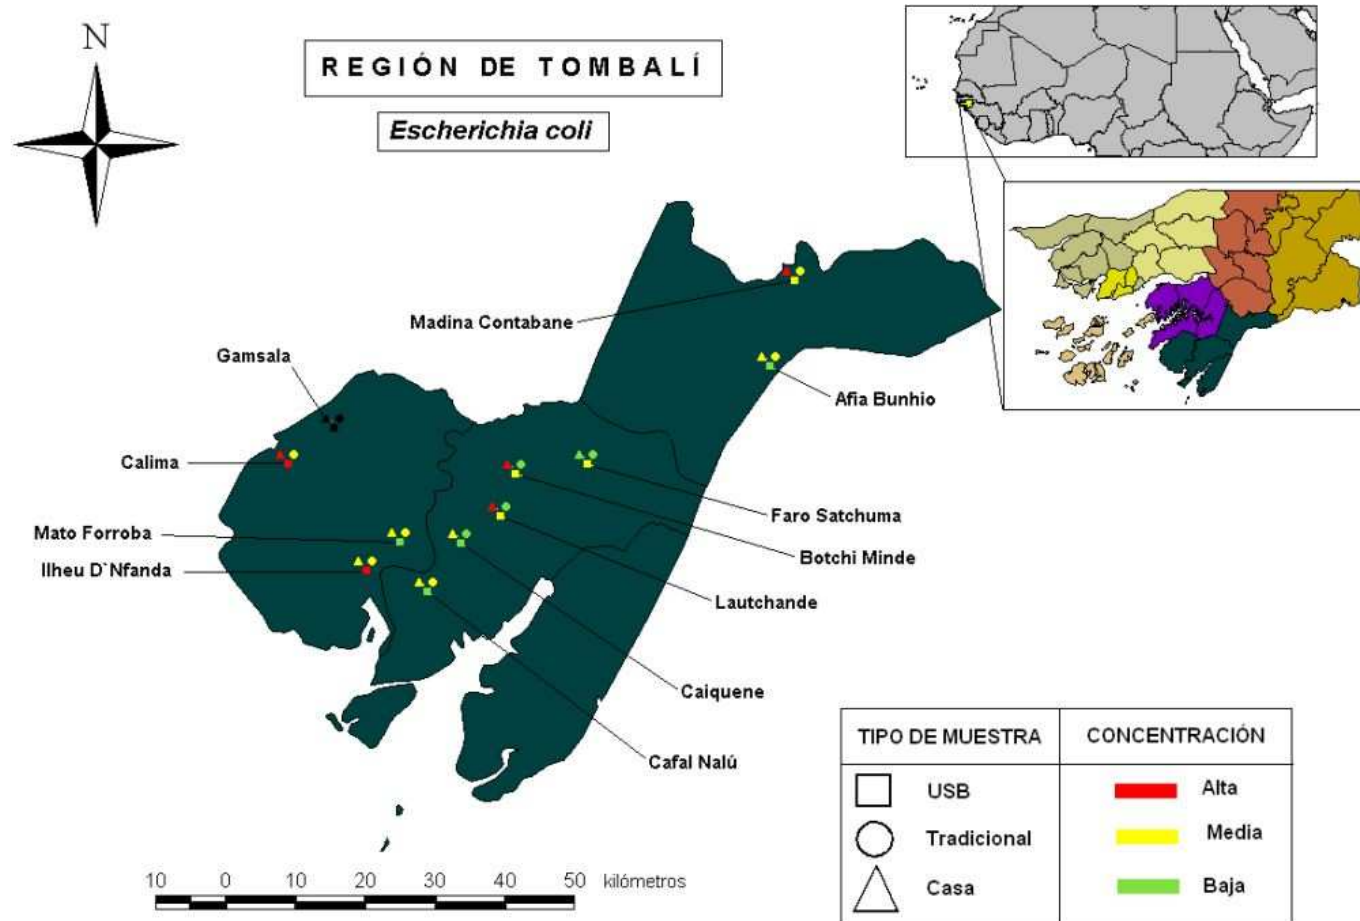 N
REGIÓN DE TOMBALÍ
Escherichia coli
Madina Contabane
Gamsala
Afia Bunhio
Calima
Faro Satchuma
Mato Forroba
Botchi Minde
Ilheu D`Nfanda
Lautchande
Caiquene
Cafal Nalú
TIPO DE MUESTRA CONCENTRACIÓN
USB Alta
Tradicional Media
Casa Baja
10 0 10 20 30 40 50 kilómetros